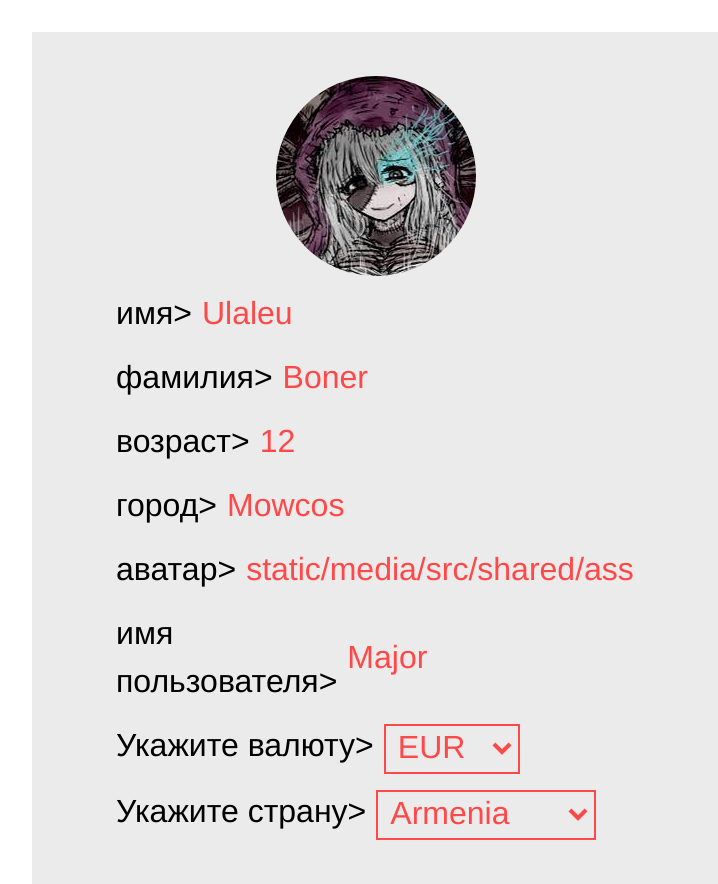 имя> Ulaleu
фамилия> Boner
возраст> 12
город> Mowcos
аватар> static/media/src/shared/ass
имя
пользователя> Major
Укажите валюту> EUR
Укажите страну> Armenia